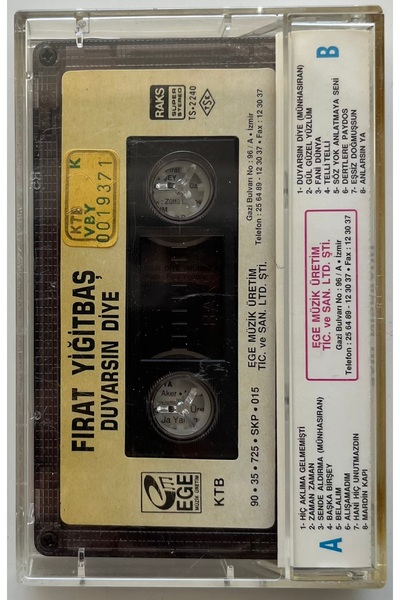 FIRAT YİĞİTBAŞ
DUYARSIN DİYE
KTB
VBY
K
0019371
RAKS
SUPER
STEREO
TS•2240
TSE
Gazi Bulvarı No : 96 / A • İzmir
Telefon : 25 64 89 - 12 30 37 • Fax : 12 30 37
EGE MÜZİK ÜRETİM
TİC. ve SAN. LTD. ŞTİ.
90 • 35 • 725 • SKP • 015
KTB
EGE
MÜZİK ÜRETİM
A
1- HİÇ AKLIMA GELMEMİŞTİ
2- ZAMAN ZAMAN
3- SENDE ALDIRMA (MÜNHASIRAN)
4- BAŞKA BİRŞEY
5- BELALIM
6- ALIŞAMADIM
7- HANİ HİÇ UNUTMAZDIN
8- MARDİN KAPI
EGE MÜZİK ÜRETİM
TİC. ve SAN. LTD. ŞTİ.
Gazi Bulvarı No : 96 / A • İzmir
Telefon : 25 64 89 - 12 30 37 • Fax : 12 30 37
B
1- DUYARSIN DİYE (MÜNHASIRAN)
2- GÜL GÜZEL YÜZLÜM
3- FANİ DÜNYA
4- TELLİ TELLİ
5- SÖZ YOK ANLATMAYA SENİ
6- DERTLERE PAYDOS
7- EŞSİZ DOĞMUŞSUN
8- ANLARSIN YA